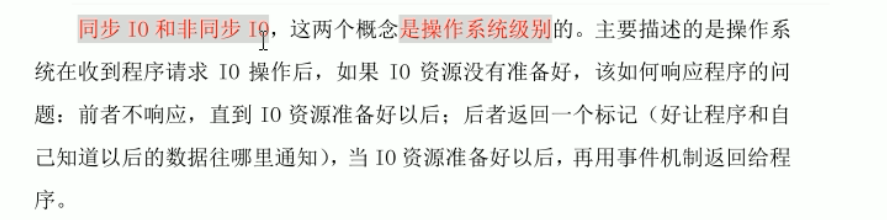 同步 IO 和非同步 IO，这两个概念是操作系统级别的。主要描述的是操作系
统在收到程序请求 IO 操作后，如果 IO 资源没有准备好，该如何响应程序的问
题：前者不响应，直到 IO 资源准备好以后；后者返回一个标记（好让程序和自
己知道以后的数据往哪里通知），当 IO 资源准备好以后，再用事件机制返回给程
序。